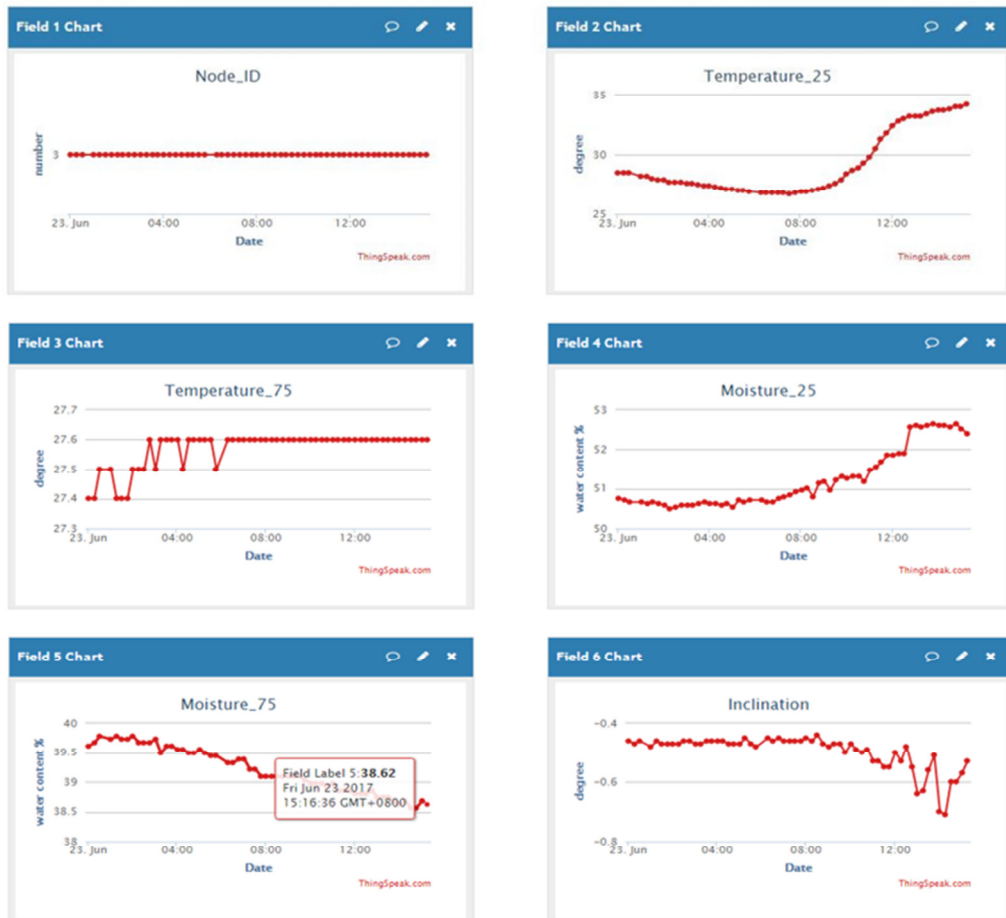 Field 1 Chart
Node_ID
number
3
23. Jun 04:00 08:00 12:00
Date
ThingSpeak.com
Field 2 Chart
Temperature_25
degree
35
30
25
23. Jun 04:00 08:00 12:00
Date
ThingSpeak.com
Field 3 Chart
Temperature_75
degree
27.7
27.6
27.5
27.4
27.3
23. Jun 04:00 08:00 12:00
Date
ThingSpeak.com
Field 4 Chart
Moisture_25
water content %
53
52
51
50
23. Jun 04:00 08:00 12:00
Date
ThingSpeak.com
Field 5 Chart
Moisture_75
water content %
40
39.5
39
38.5
38
Field Label 5:38.62
Fri Jun 23 2017
15:16:36 GMT+0800
23. Jun 04:00 08:00 12:00
Date
ThingSpeak.com
Field 6 Chart
Inclination
degree
-0.4
-0.6
-0.8
23. Jun 04:00 08:00 12:00
Date
ThingSpeak.com